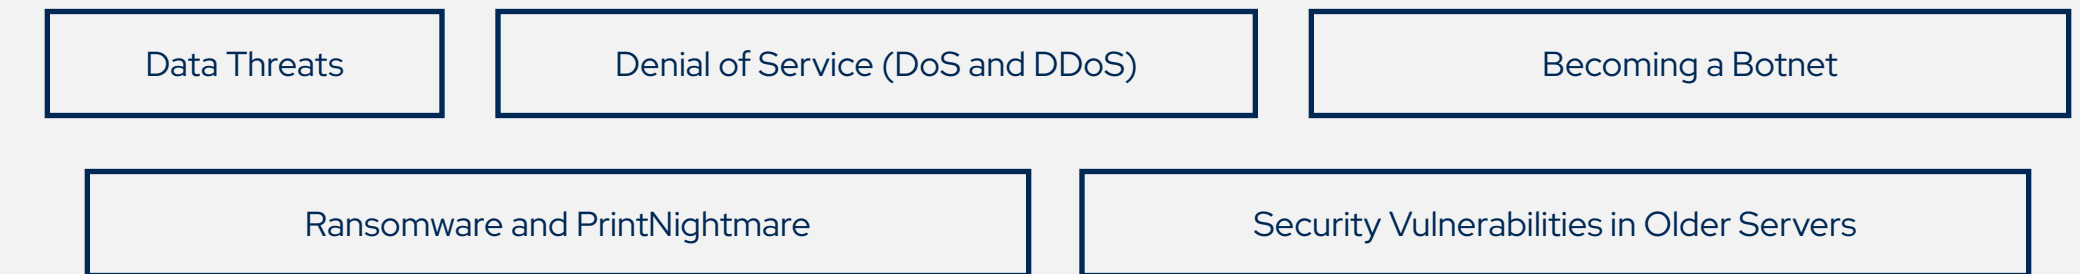 Data Threats
Denial of Service (DoS and DDoS)
Becoming a Botnet
Ransomware and PrintNightmare
Security Vulnerabilities in Older Servers